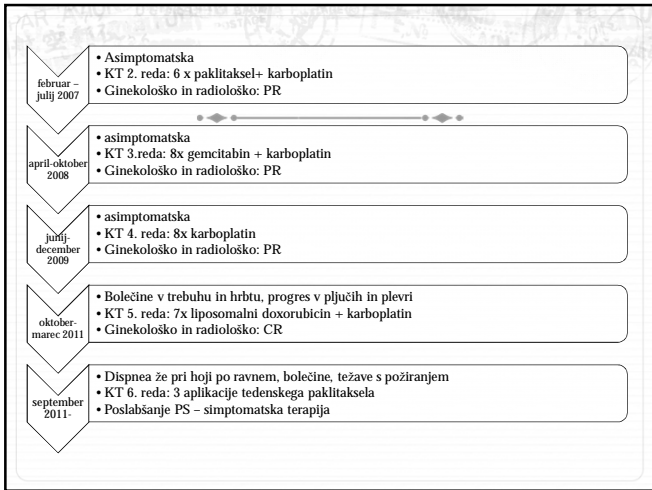 februar –
julij 2007
• Asimptomatska
• KT 2. reda: 6 x paklitaksel+ karboplatin
• Ginekološko in radiološko: PR
april-oktober
2008
• asimptomatska
• KT 3.reda: 8x gemcitabin + karboplatin
• Ginekološko in radiološko: PR
junij-
december
2009
• asimptomatska
• KT 4. reda: 8x karboplatin
• Ginekološko in radiološko: PR
oktober-
marec 2011
• Bolečine v trebuhu in hrbtu, progres v pljučih in plevri
• KT 5. reda: 7x liposomalni doxorubicin + karboplatin
• Ginekološko in radiološko: CR
september
2011-
• Dispnea že pri hoji po ravnem, bolečine, težave s požiranjem
• KT 6. reda: 3 aplikacije tedenskega paklitaksela
• Poslabšanje PS – simptomatska terapija